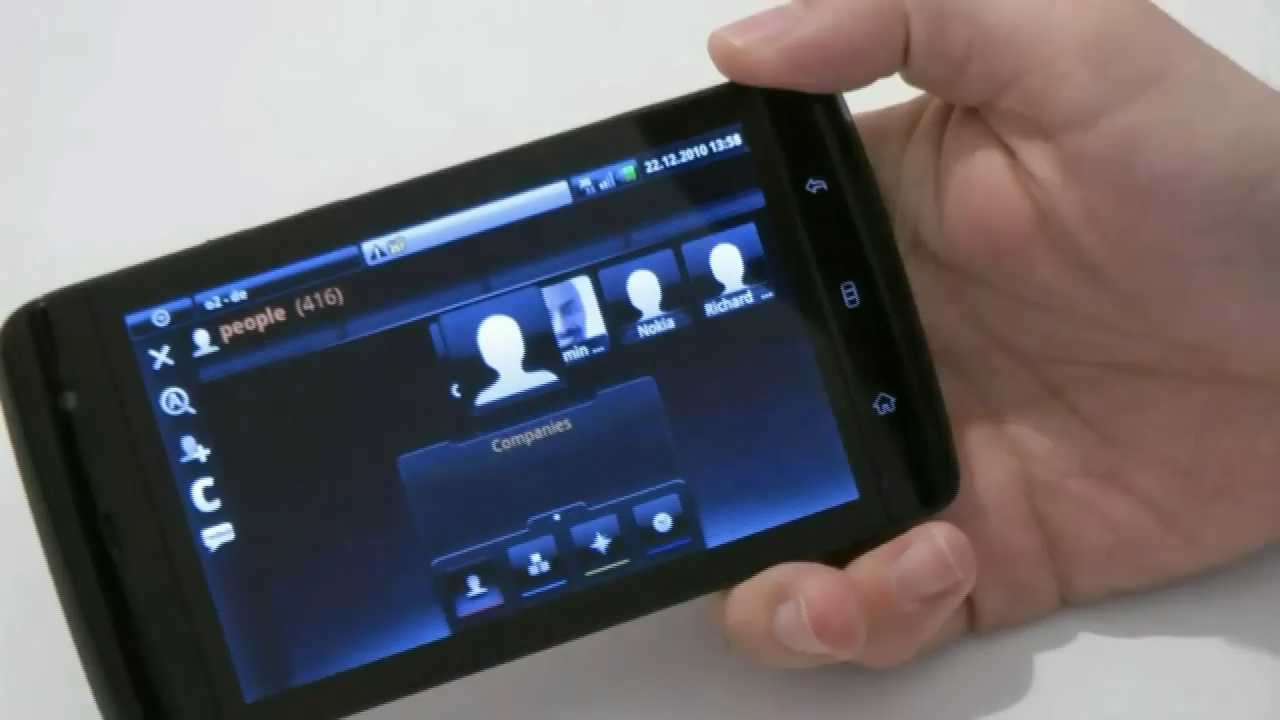 22.12.2010 13:58
o2 - de
people (416)
min ...
Nokia
Richard ...
Companies